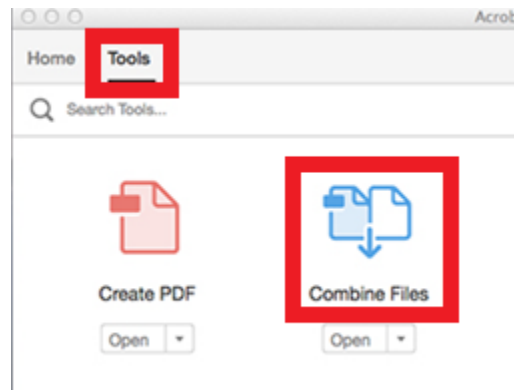 Acrob
Home Tools
Search Tools...
Create PDF Combine Files
Open Open